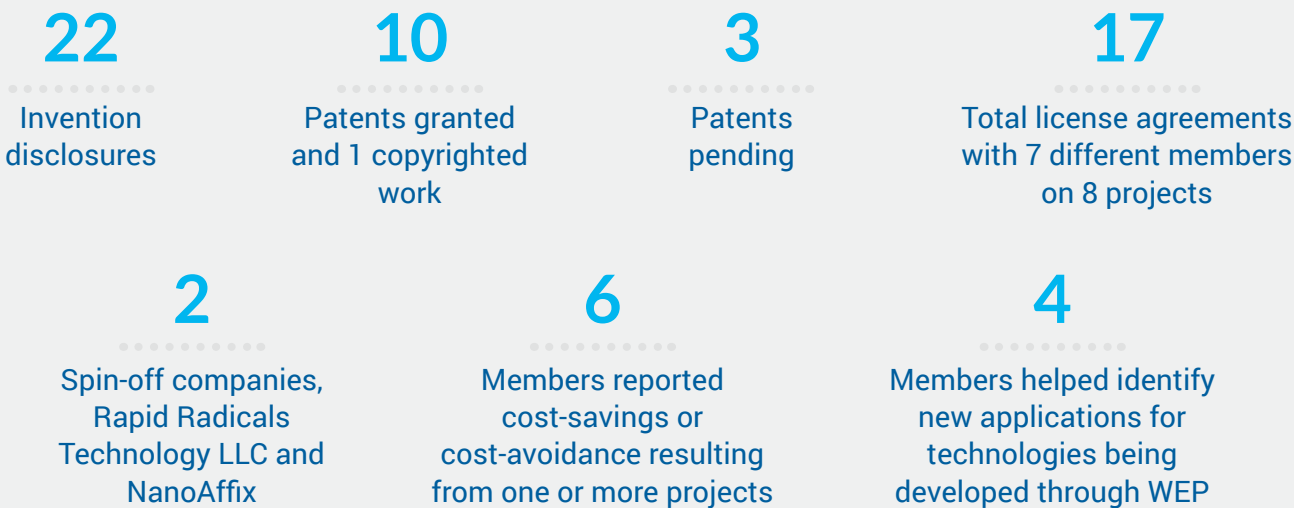 22
Invention
disclosures
10
Patents granted
and 1 copyrighted
work
3
Patents
pending
17
Total license agreements
with 7 different members
on 8 projects
2
Spin-off companies,
Rapid Radicals
Technology LLC and
NanoAffix
6
Members reported
cost-savings or
cost-avoidance resulting
from one or more projects
4
Members helped identify
new applications for
technologies being
developed through WEP